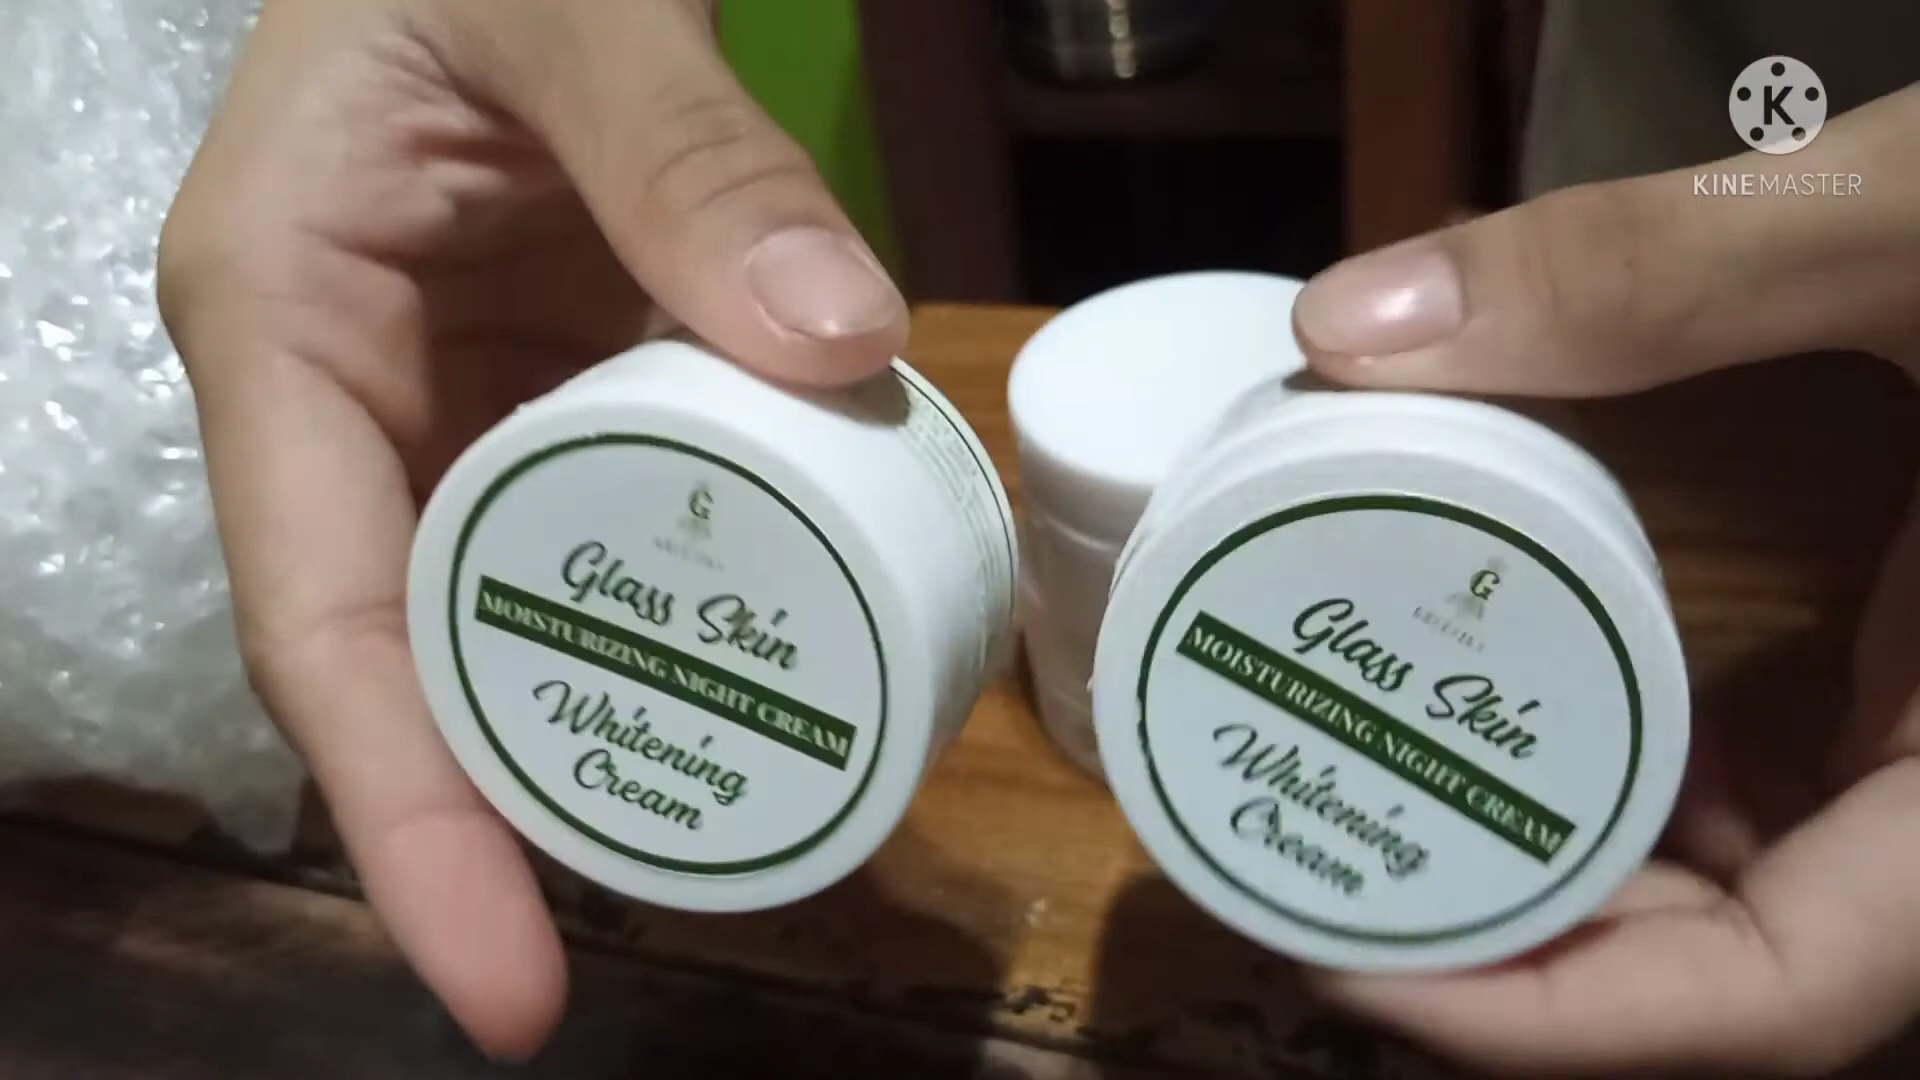 K
KINEMASTER
G
Glass Skin
MOISTURIZING NIGHT CREAM
Whitening
Cream
G
Glass Skin
MOISTURIZING NIGHT CREAM
Whitening
Cream